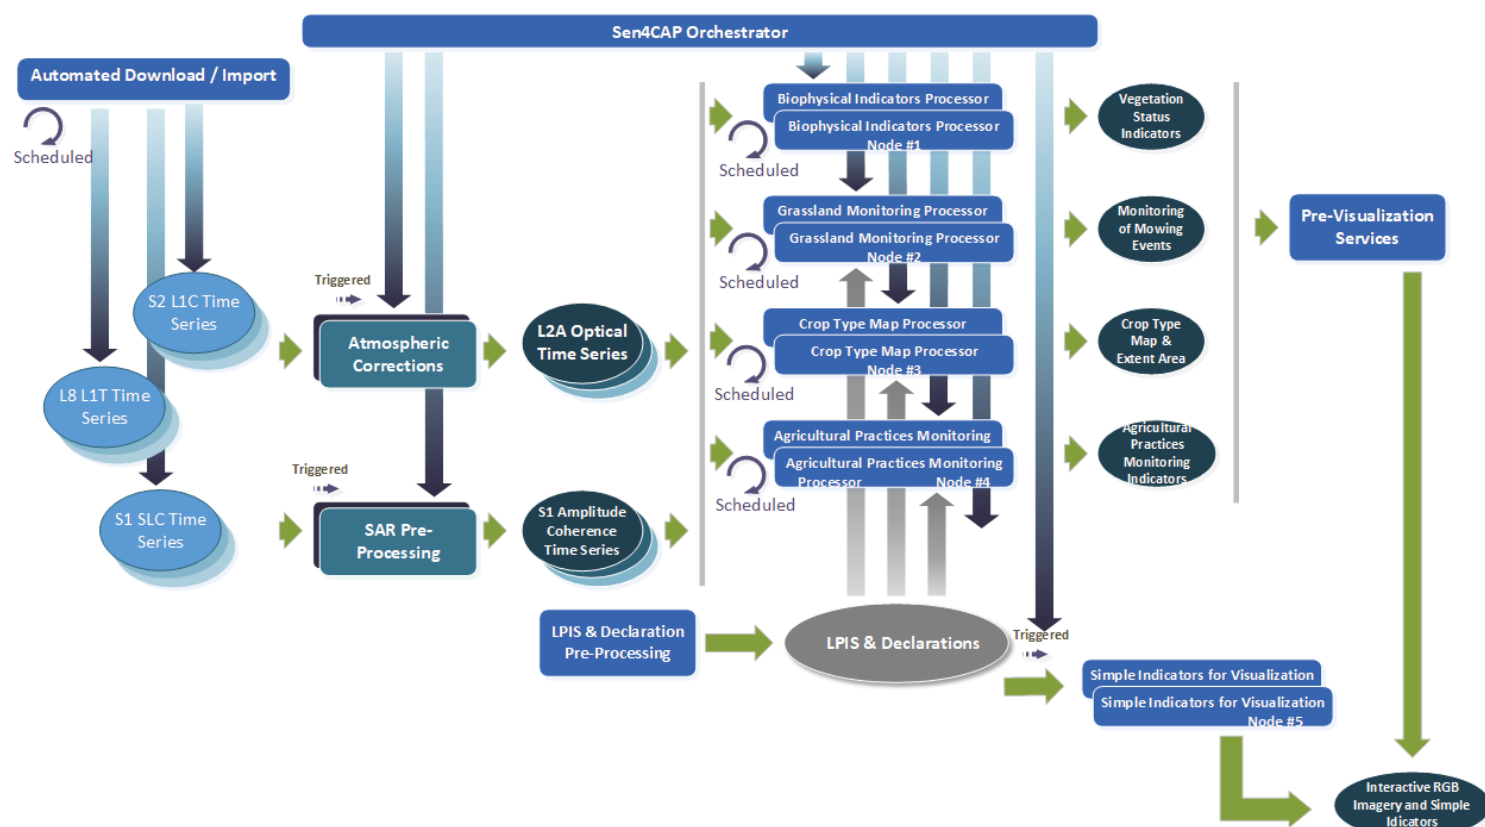 Sen4CAP Orchestrator
Automated Download / Import
Scheduled
S2 L1C Time
Series
L8 L1T Time
Series
S1 SLC Time
Series
Triggered
Atmospheric
Corrections
Triggered
SAR Pre-
Processing
L2A Optical
Time Series
S1 Amplitude
Coherence
Time Series
Biophysical Indicators Processor
Biophysical Indicators Processor
Node #1
Scheduled
Grassland Monitoring Processor
Grassland Monitoring Processor
Node #2
Scheduled
Crop Type Map Processor
Crop Type Map Processor
Node #3
Scheduled
Agricultural Practices Monitoring
Agricultural Practices Monitoring
Processor Node #4
Scheduled
Vegetation
Status
Indicators
Monitoring
of Mowing
Events
Crop Type
Map &
Extent Area
Agricultural
Practices
Monitoring
Indicators
Pre-Visualization
Services
LPIS & Declaration
Pre-Processing
LPIS & Declarations
Triggered
Simple Indicators for Visualization
Simple Indicators for Visualization
Node #5
Interactive RGB
Imagery and Simple
Idicators